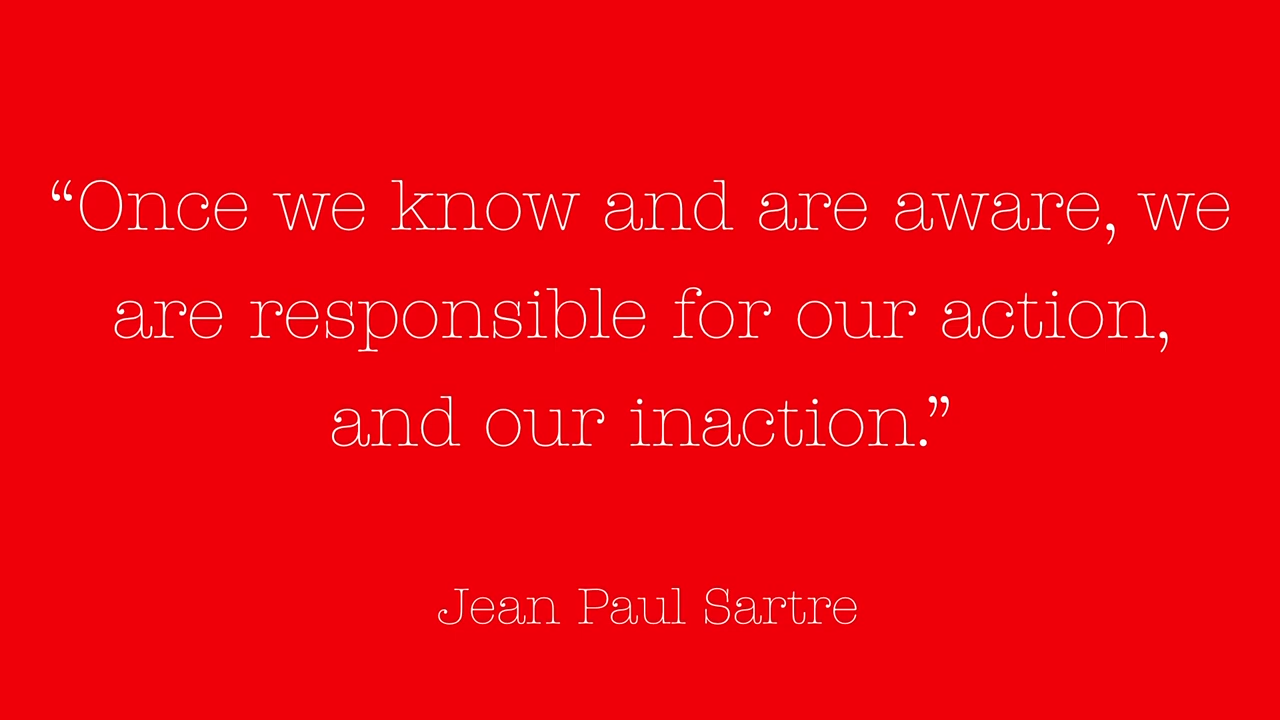 “Once we know and are aware, we
are responsible for our action,
and our inaction.”
Jean Paul Sartre